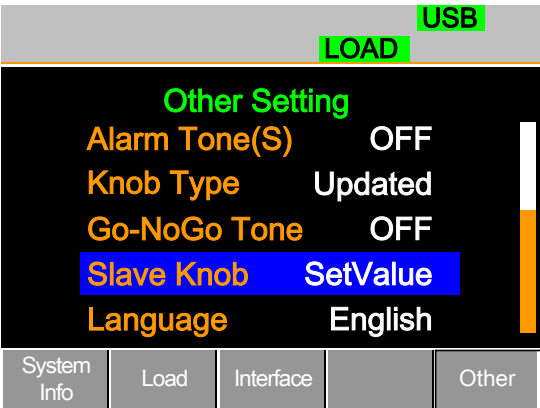 USB
LOAD
Other Setting
Alarm Tone(S) OFF
Knob Type Updated
Go-NoGo Tone OFF
Slave Knob SetValue
Language English
System Info Load Interface Other